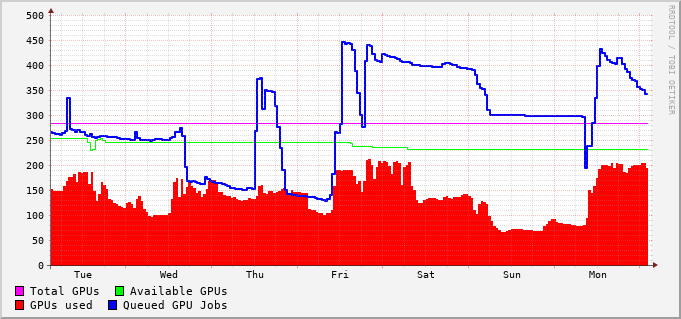 500
450
400
350
300
250
200
150
100
50
0
Tue Wed Thu Fri Sat Sun Mon
Total GPUs Available GPUs
GPUs used Queued GPU Jobs
RRDTOOL / TOBI OETIKER